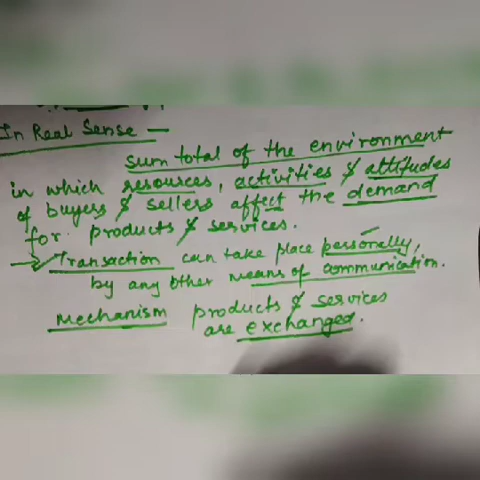 In Real Sense —
sum total of the environment
in which resources, activities & attitudes
of buyers & sellers affect the demand
for products & services.
→ Transaction can take place personally,
by any other means of communication.
Mechanism products & services
are exchanged.